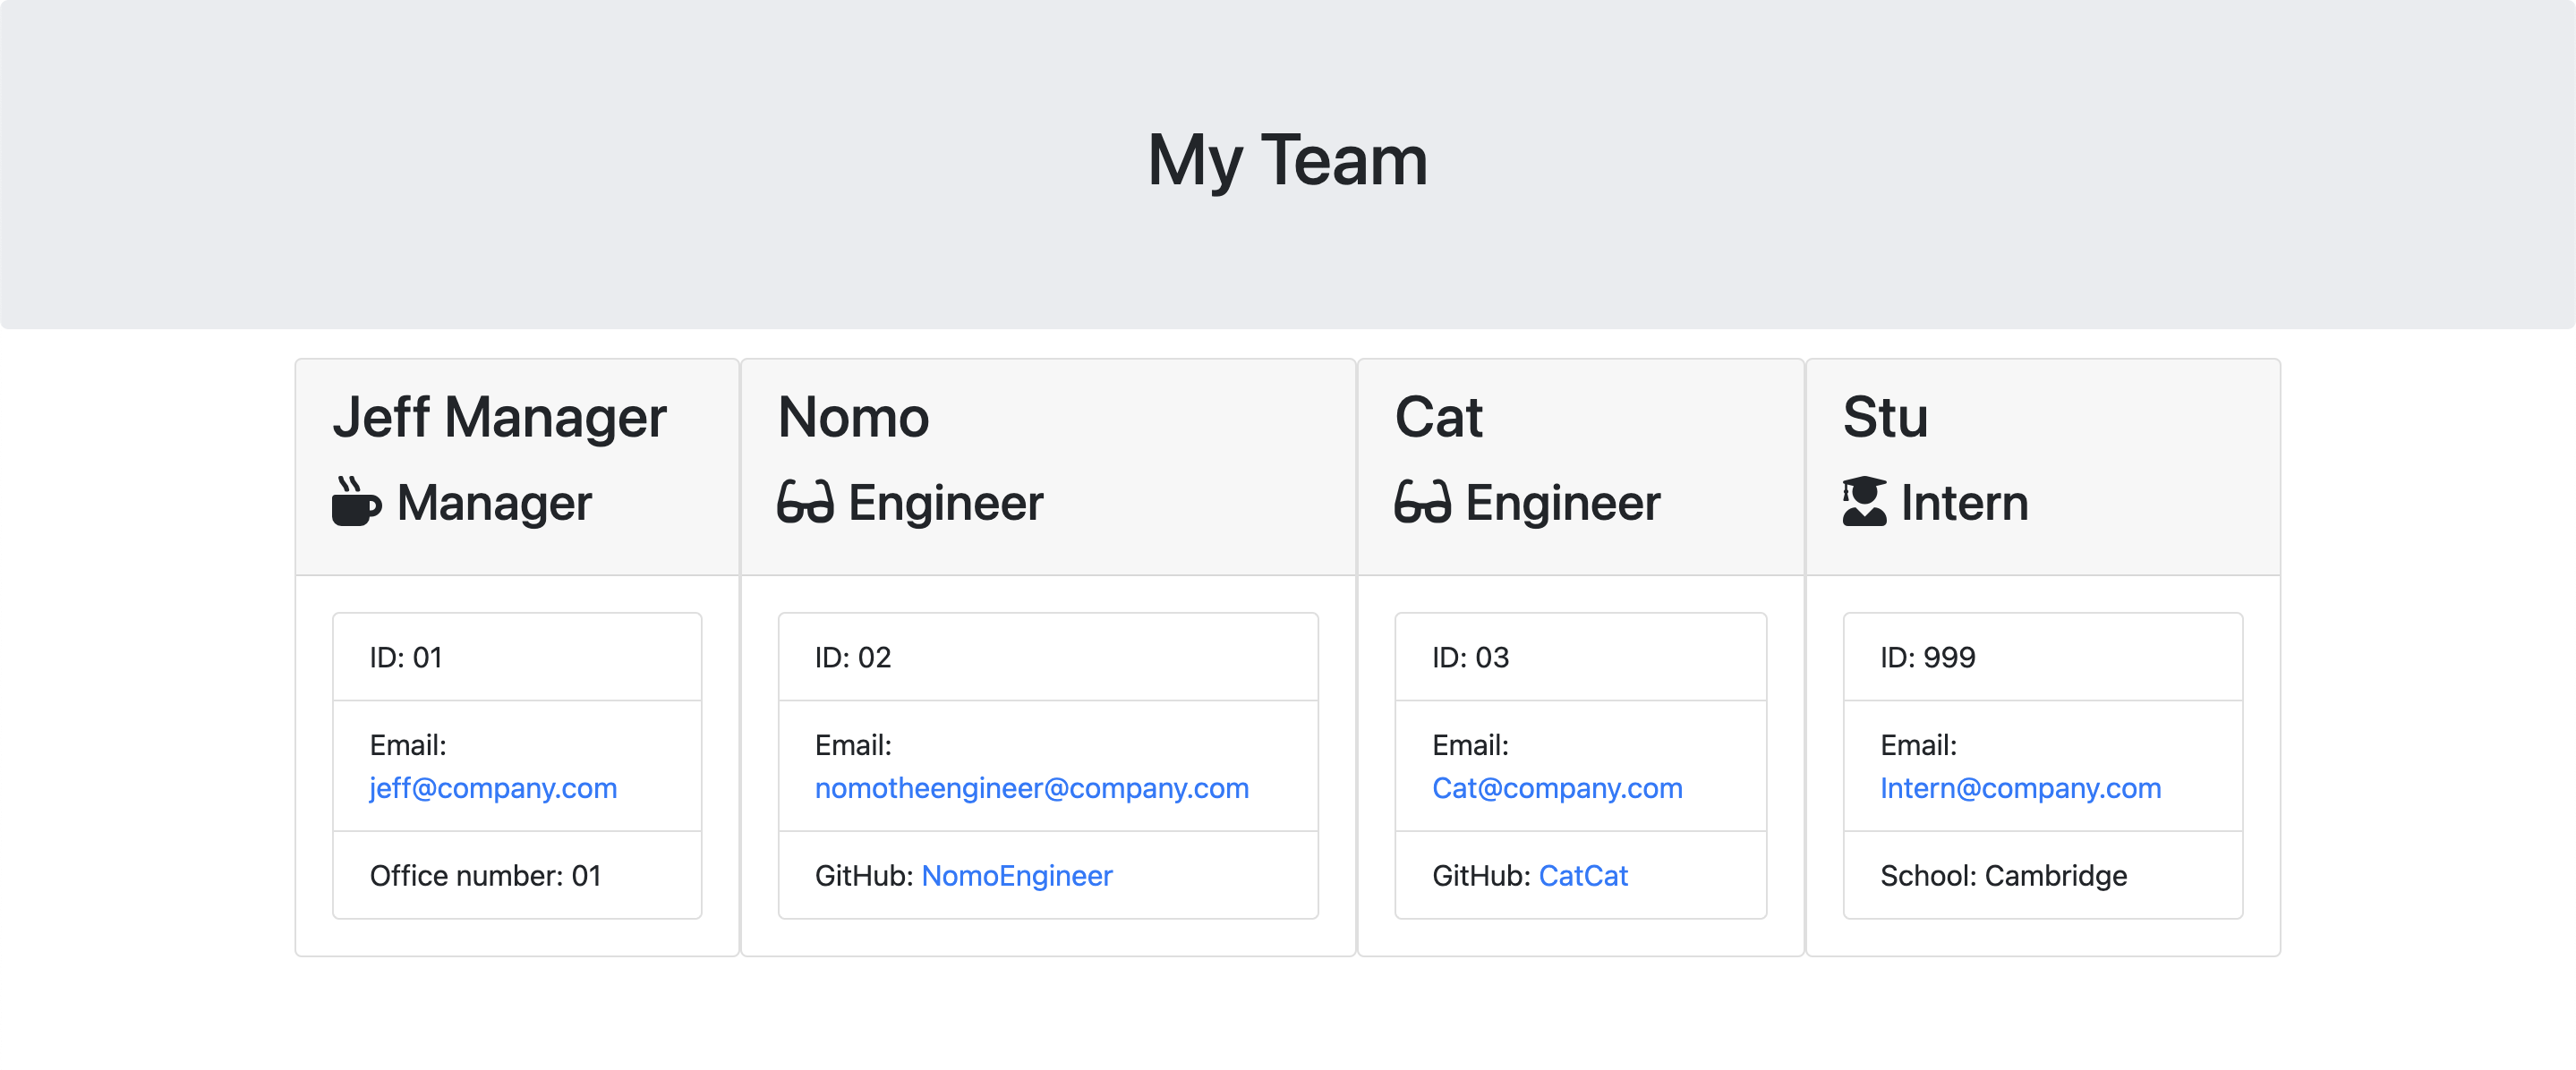 My Team
Jeff Manager
Manager
ID: 01
Email:
jeff@company.com
Office number: 01
Nomo
Engineer
ID: 02
Email:
nomotheengineer@company.com
GitHub: NomoEngineer
Cat
Engineer
ID: 03
Email:
Cat@company.com
GitHub: CatCat
Stu
Intern
ID: 999
Email:
Intern@company.com
School: Cambridge